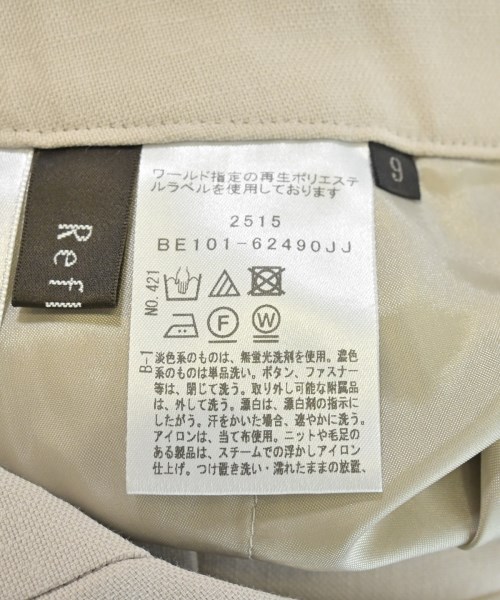 Refl
9
ワールド指定の再生ポリエステ
ルラベルを使用しております
2515
BE101-62490JJ
NO.421
F
W
B-1
淡色系のものは、無蛍光洗剤を使用。濃色
系のものは単品洗い。ボタン、ファスナー
等は、閉じて洗う。取り外し可能な附属品
は、外して洗う。漂白は、漂白剤の指示に
したがう。汗をかいた場合、速やかに洗う。
アイロンは、当て布使用。ニットや毛足の
ある製品は、スチームでの浮かしアイロン
仕上げ。つけ置き洗い・濡れたままの放置、